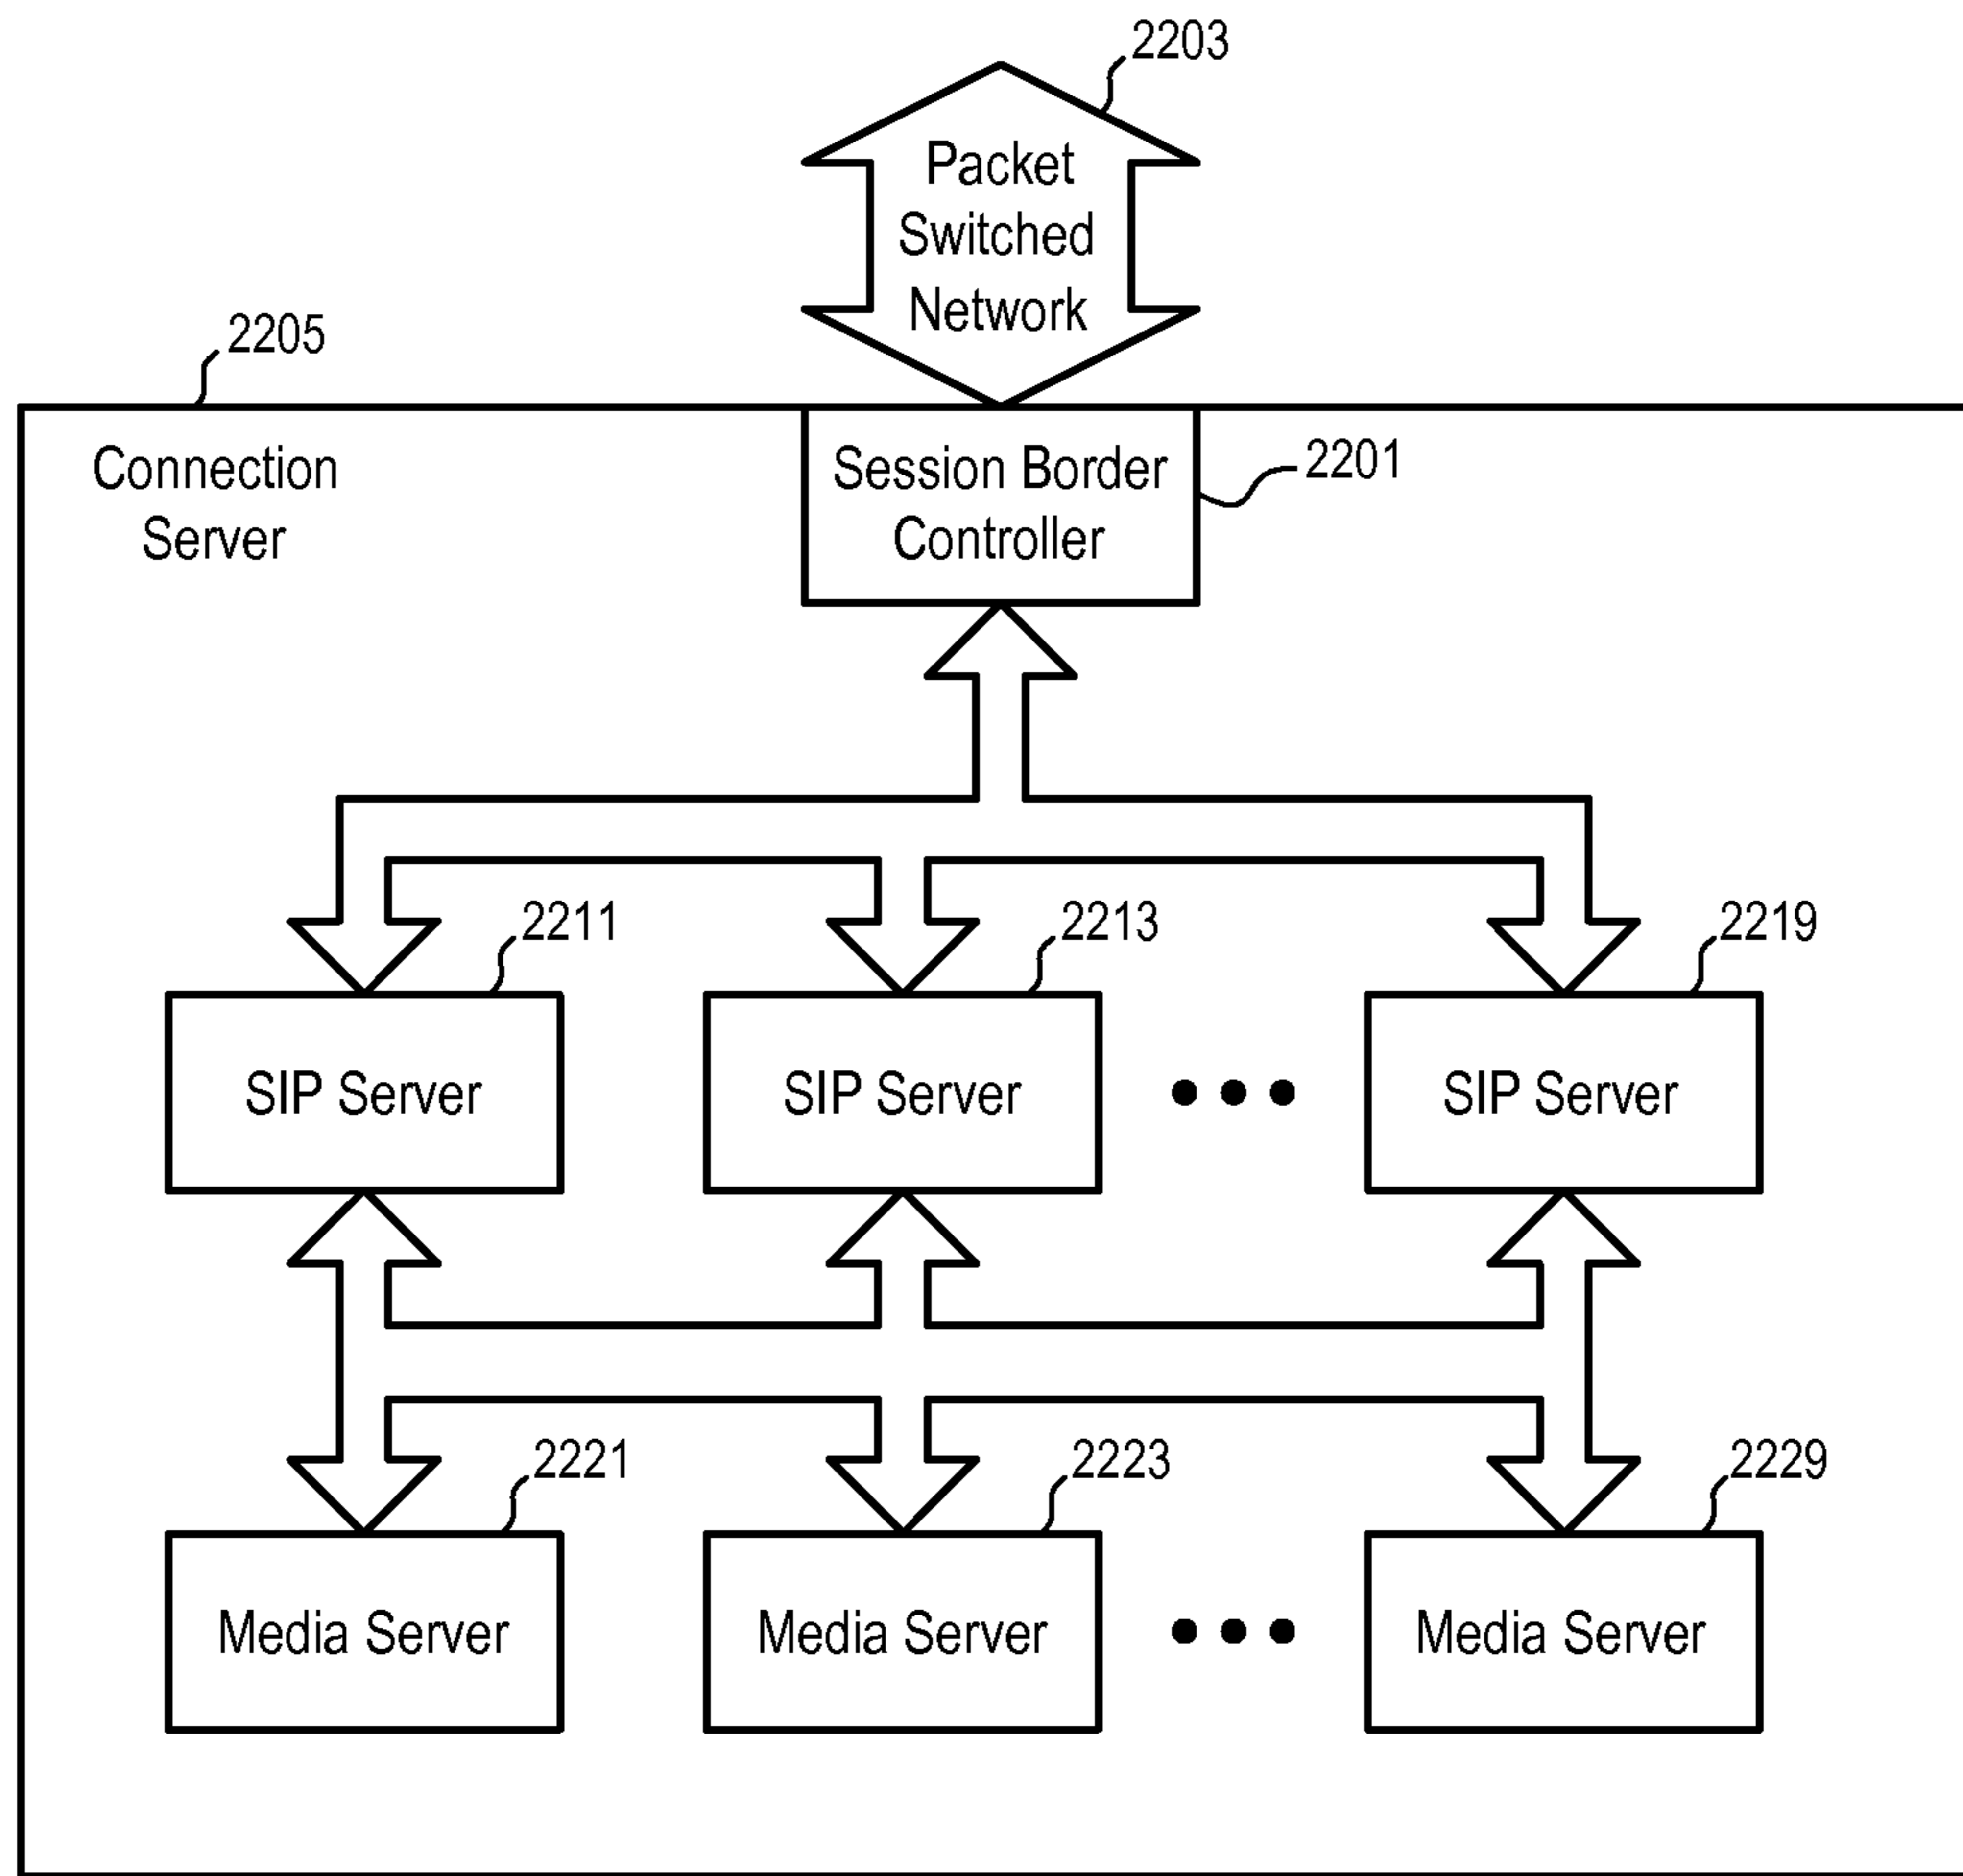 2203
Packet
Switched
Network
2205
Connection
Server
Session Border
Controller
2201
2211
2213
2219
SIP Server
SIP Server
SIP Server
2221
2223
2229
Media Server
Media Server
Media Server